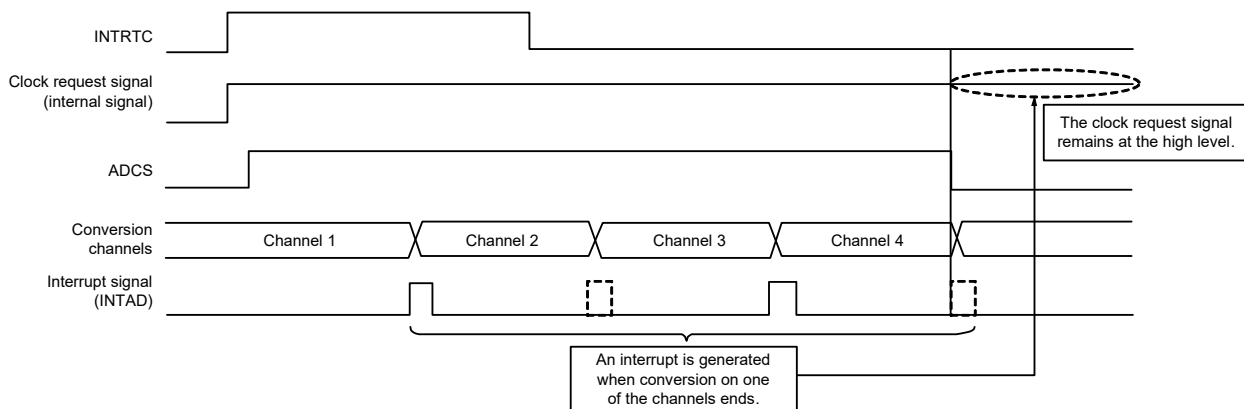 INTRTC
Clock request signal
(internal signal)
The clock request signal
remains at the high level.
ADCS
Conversion
channels
Channel 1
Channel 2
Channel 3
Channel 4
Interrupt signal
(INTAD)
An interrupt is generated
when conversion on one
of the channels ends.